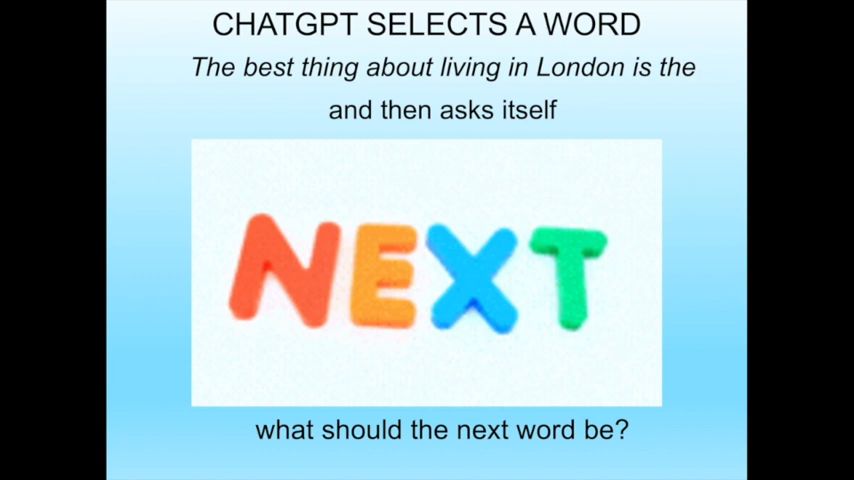 CHATGPT SELECTS A WORD
The best thing about living in London is the
and then asks itself
NEXT
what should the next word be?